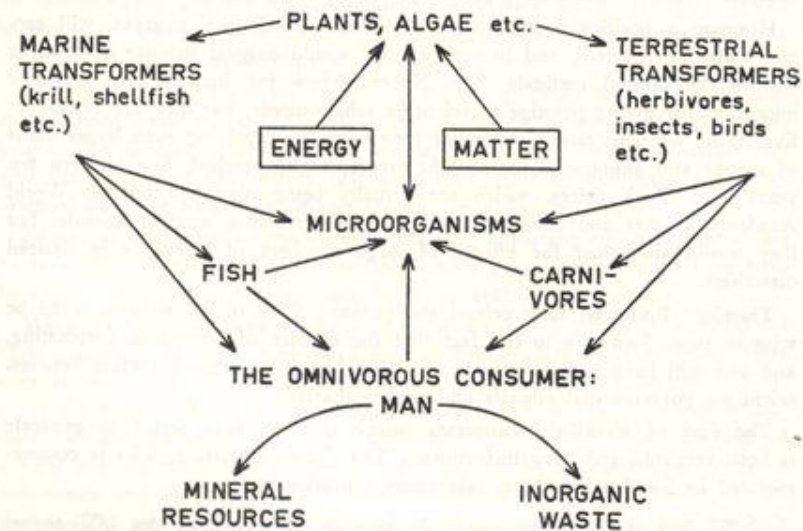 PLANTS, ALGAE etc.
MARINE
TRANSFORMERS
(krill, shellfish
etc.)
TERRESTRIAL
TRANSFORMERS
(herbivores,
insects, birds
etc.)
ENERGY
MATTER
MICROORGANISMS
FISH
CARNI-
VORES
THE OMNIVOROUS CONSUMER:
MAN
MINERAL
RESOURCES
INORGANIC
WASTE